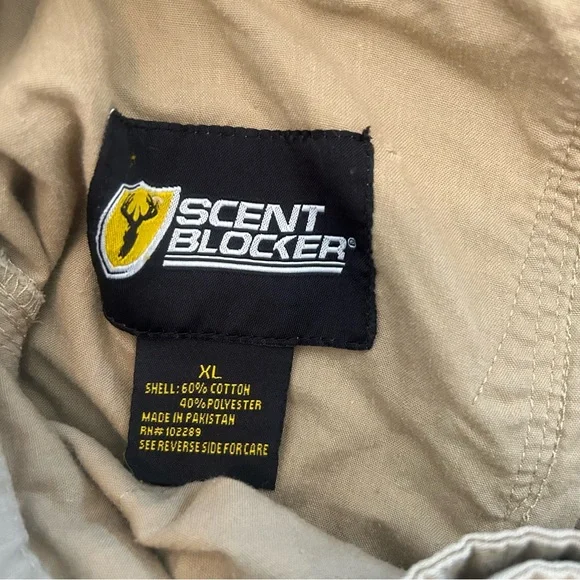 SCENT
BLOCKER®
XL
SHELL: 60% COTTON
40% POLYESTER
MADE IN PAKISTAN
RN# 102289
SEE REVERSE SIDE FOR CARE